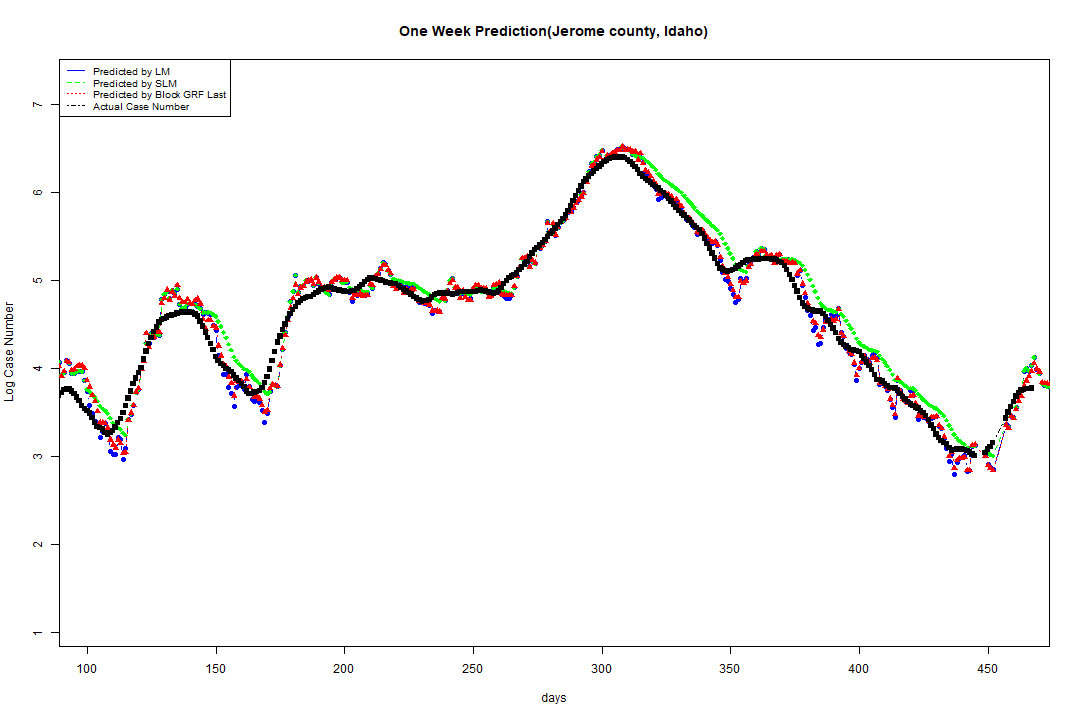 One Week Prediction(Jerome county, Idaho)
Predicted by LM
Predicted by SLM
Predicted by Block GRF Last
Actual Case Number
Log Case Number
7
6
5
4
3
2
1
100 150 200 250 300 350 400 450
days